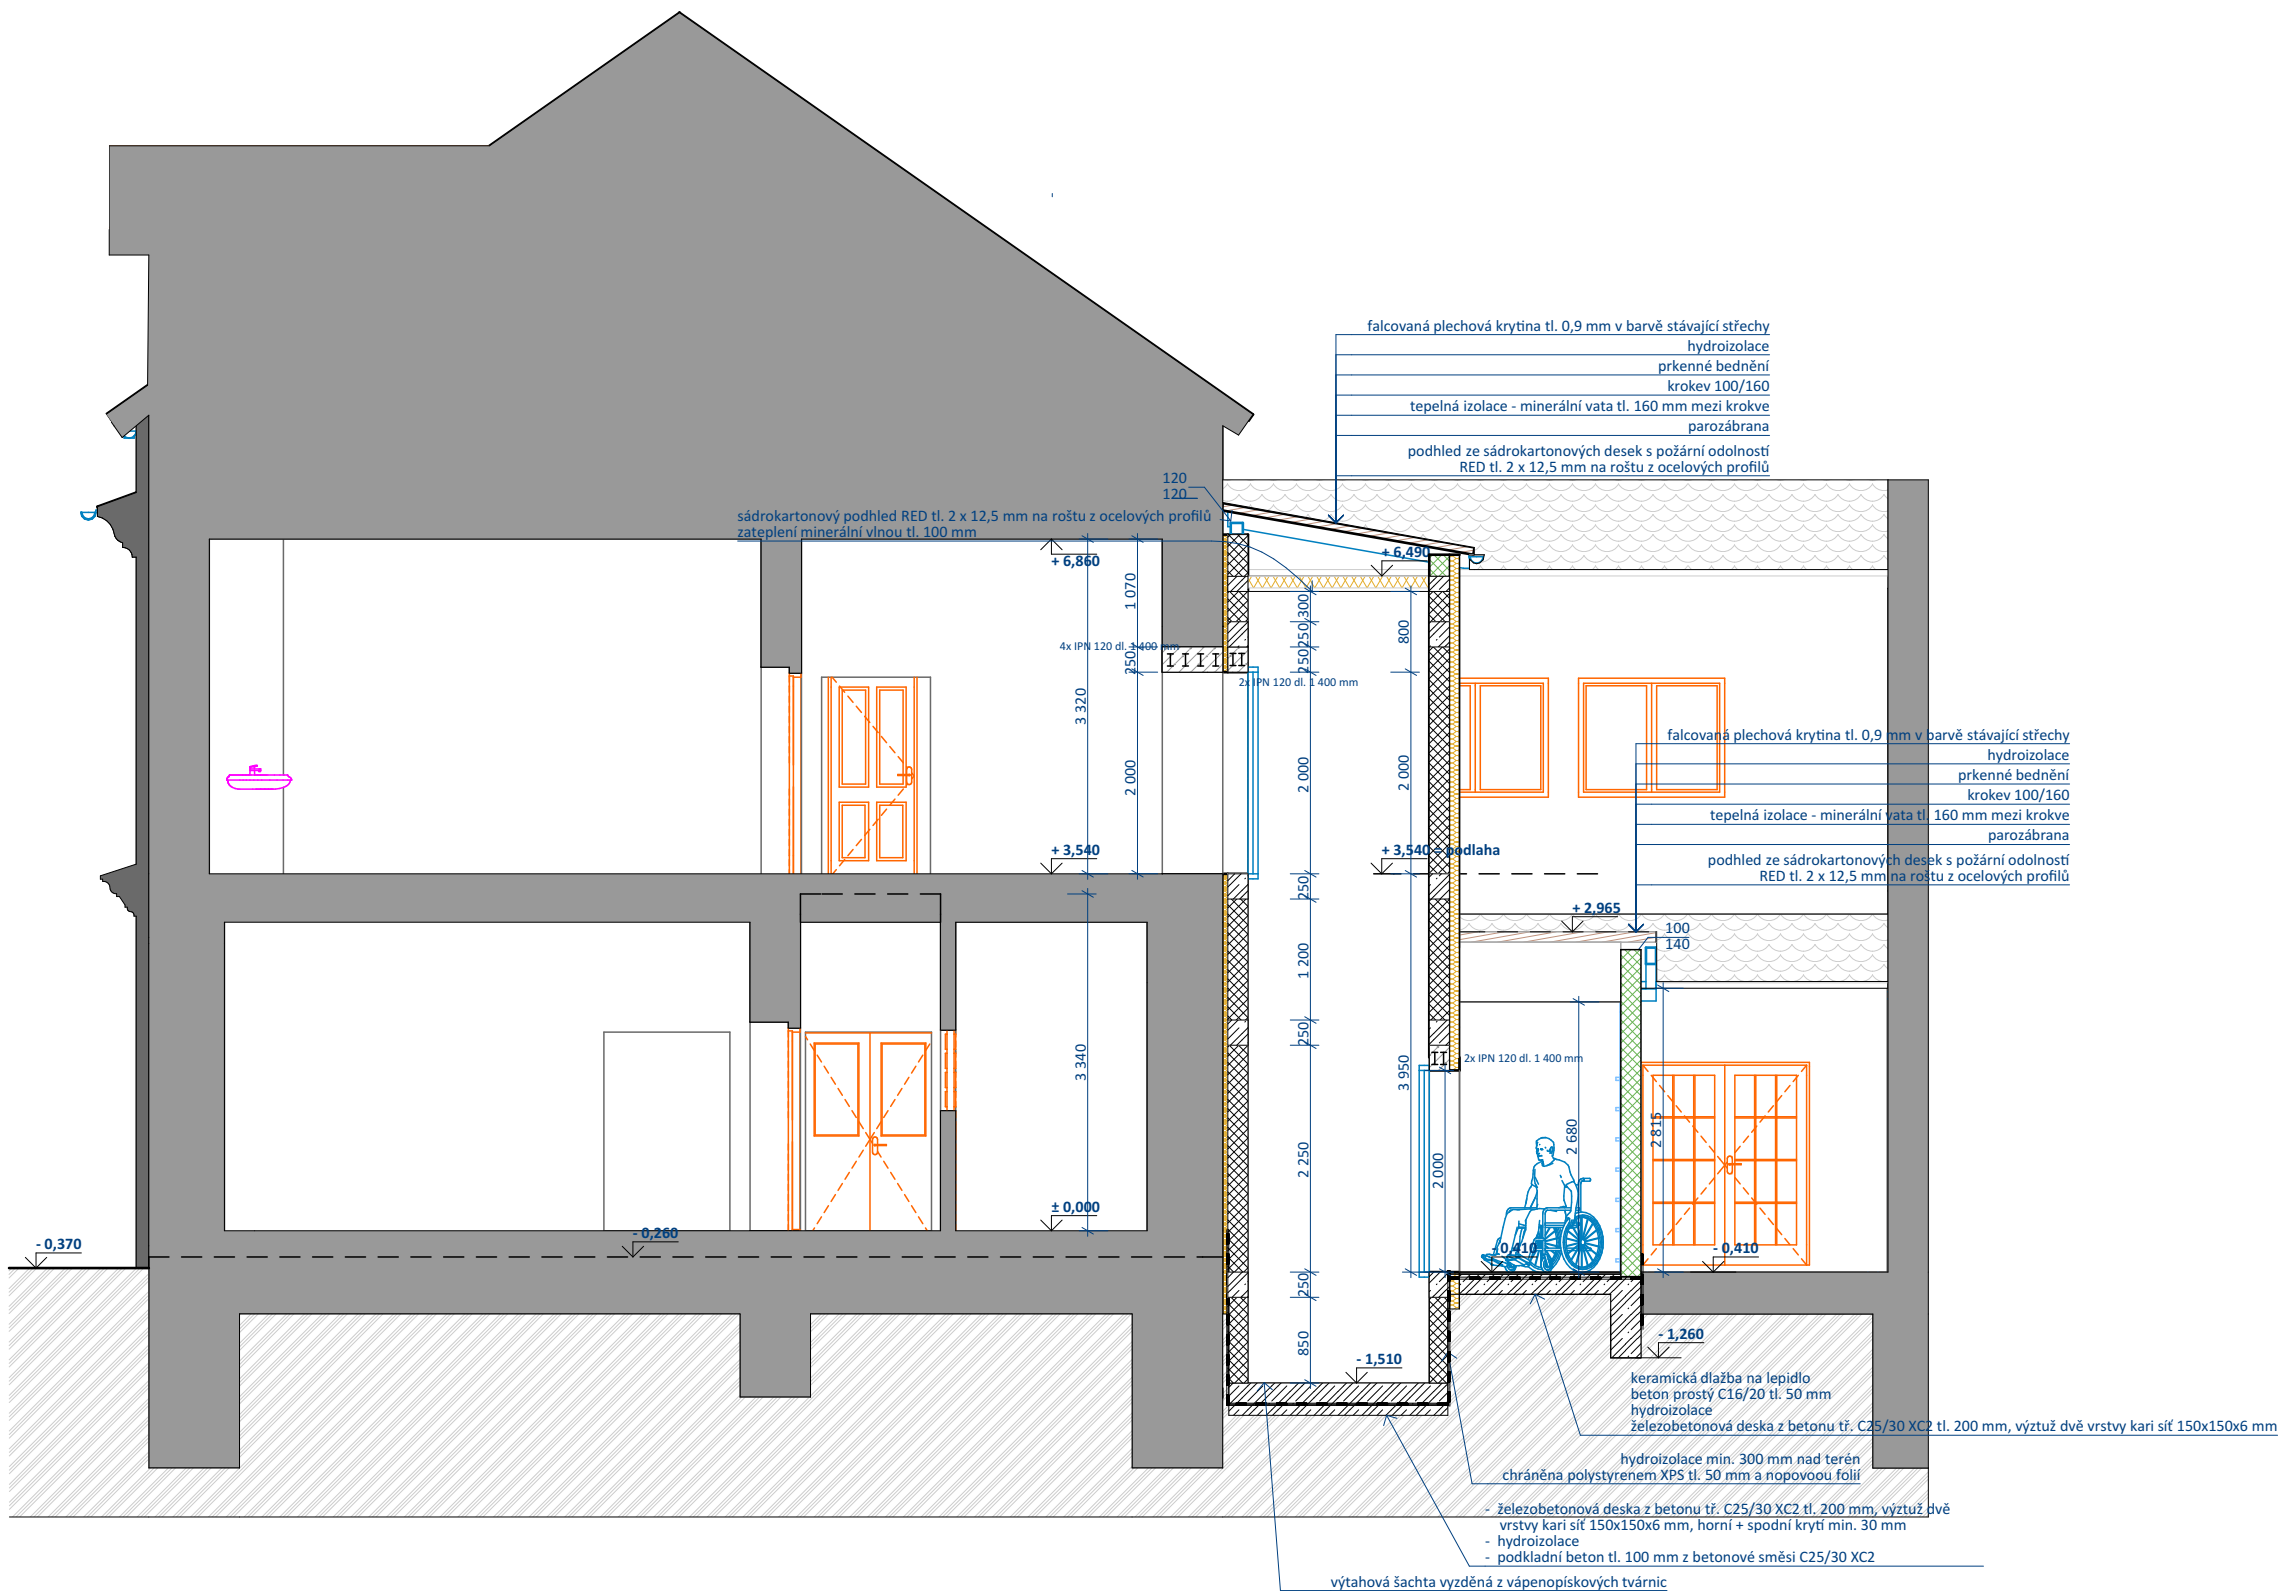 falcovaná plechová krytina tl. 0,9 mm v barvě stávající střechy
hydroizolace
prkenné bednění
krokev 100/160
tepelná izolace - minerální vata tl. 160 mm mezi krokve
parozábrana
podhled ze sádrokartonových desek s požární odolností
RED tl. 2 x 12,5 mm na roštu z ocelových profilů
120
120
sádrokartonový podhled RED tl. 2 x 12,5 mm na roštu z ocelových profilů
zateplení minerální vlnou tl. 100 mm
+ 6,860
+ 6,490
1 070
300
250
800
4x IPN 120 dl. 1 400 mm
250
250
2x IPN 120 dl. 1 400 mm
3 320
2 000
2 000
2 000
falcovaná plechová krytina tl. 0,9 mm v barvě stávající střechy
hydroizolace
prkenné bednění
krokev 100/160
tepelná izolace - minerální vata tl. 160 mm mezi krokve
parozábrana
podhled ze sádrokartonových desek s požární odolností
RED tl. 2 x 12,5 mm na roštu z ocelových profilů
+ 3,540
+ 3,540 = podlaha
250
+ 2,965
100
140
1 200
250
3 340
3 950
2x IPN 120 dl. 1 400 mm
2 250
2 000
2 680
2 815
± 0,000
- 0,370
- 0,260
- 0,410
- 0,410
250
850
- 1,260
- 1,510
keramická dlažba na lepidlo
beton prostý C16/20 tl. 50 mm
hydroizolace
železobetonová deska z betonu tř. C25/30 XC2 tl. 200 mm, výztuž dvě vrstvy kari síť 150x150x6 mm
hydroizolace min. 300 mm nad terén
chráněna polystyrenem XPS tl. 50 mm a nopovoou folií
- železobetonová deska z betonu tř. C25/30 XC2 tl. 200 mm, výztuž dvě
vrstvy kari síť 150x150x6 mm, horní + spodní krytí min. 30 mm
- hydroizolace
- podkladní beton tl. 100 mm z betonové směsi C25/30 XC2
výtahová šachta vyzděná z vápenopískových tvárnic